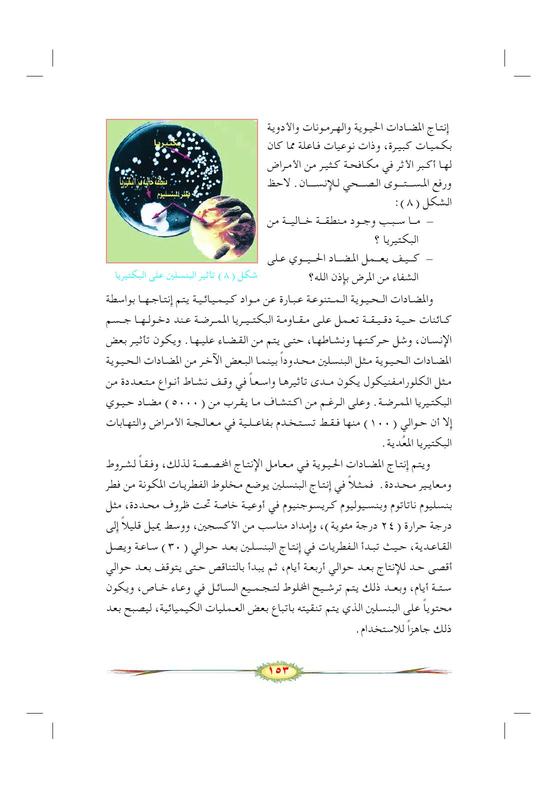 إنتاج المضادات الحيوية والهرمونات والأدوية
بكميات كبيرة، وذات نوعيات فاعلة مما كان
لها أكبر الأثر في مكافحة كثير من الأمراض
ورفع المستوى الصحي للإنسان. لاحظ
الشكل (٨):
– ما سبب وجود منطقة خالية من
البكتيريا ؟
– كيف يعمل المضاد الحيوي على
الشفاء من المرض بإذن الله؟
بكتيريا
منطقة خالية من البكتيريا
فطر البنسليوم
شكل (٨) تأثير البنسلين على البكتيريا
والمضادات الحيوية المتنوعة عبارة عن مواد كيميائية يتم إنتاجها بواسطة
كائنات حية دقيقة تعمل على مقاومة البكتيريا الممرضة عند دخولها جسم
الإنسان، وشل حركتها ونشاطها، حتى يتم من القضاء عليها. ويكون تأثير بعض
المضادات الحيوية مثل البنسلين محدوداً بينما البعض الآخر من المضادات الحيوية
مثل الكلورامفنيكول يكون مدى تأثيرها واسعاً في وقف نشاط أنواع متعددة من
البكتيريا الممرضة. وعلى الرغم من اكتشاف ما يقرب من (٥٠٠٠) مضاد حيوي
إلا أن حوالي (١٠٠) منها فقط تستخدم بفاعلية في معالجة الأمراض والتهابات
البكتيريا المعُدية.
ويتم إنتاج المضادات الحيوية في معامل الإنتاج المخصصة لذلك، وفقاً لشروط
ومعايير محددة. فمثلاً في إنتاج البنسلين يوضع مخلوط الفطريات المكونة من فطر
بنسليوم ناتاتوم وبنسيوليوم كريسوجنيوم في أوعية خاصة تحت ظروف محددة، مثل
درجة حرارة (٢٤ درجة مئوية)، وإمداد مناسب من الأكسجين، ووسط يميل قليلاً إلى
القاعدية، حيث تبدأ الفطريات في إنتاج البنسلين بعد حوالي (٣٠) ساعة ويصل
أقصى حد للإنتاج بعد حوالي أربعة أيام، ثم يبدأ بالتناقص حتى يتوقف بعد حوالي
ستة أيام، وبعد ذلك يتم ترشيح المخلوط لتجميع السائل في وعاء خاص، ويكون
محتوياً على البنسلين الذي يتم تنقيته باتباع بعض العمليات الكيميائية، ليصبح بعد
ذلك جاهزاً للاستخدام.
١٥٣